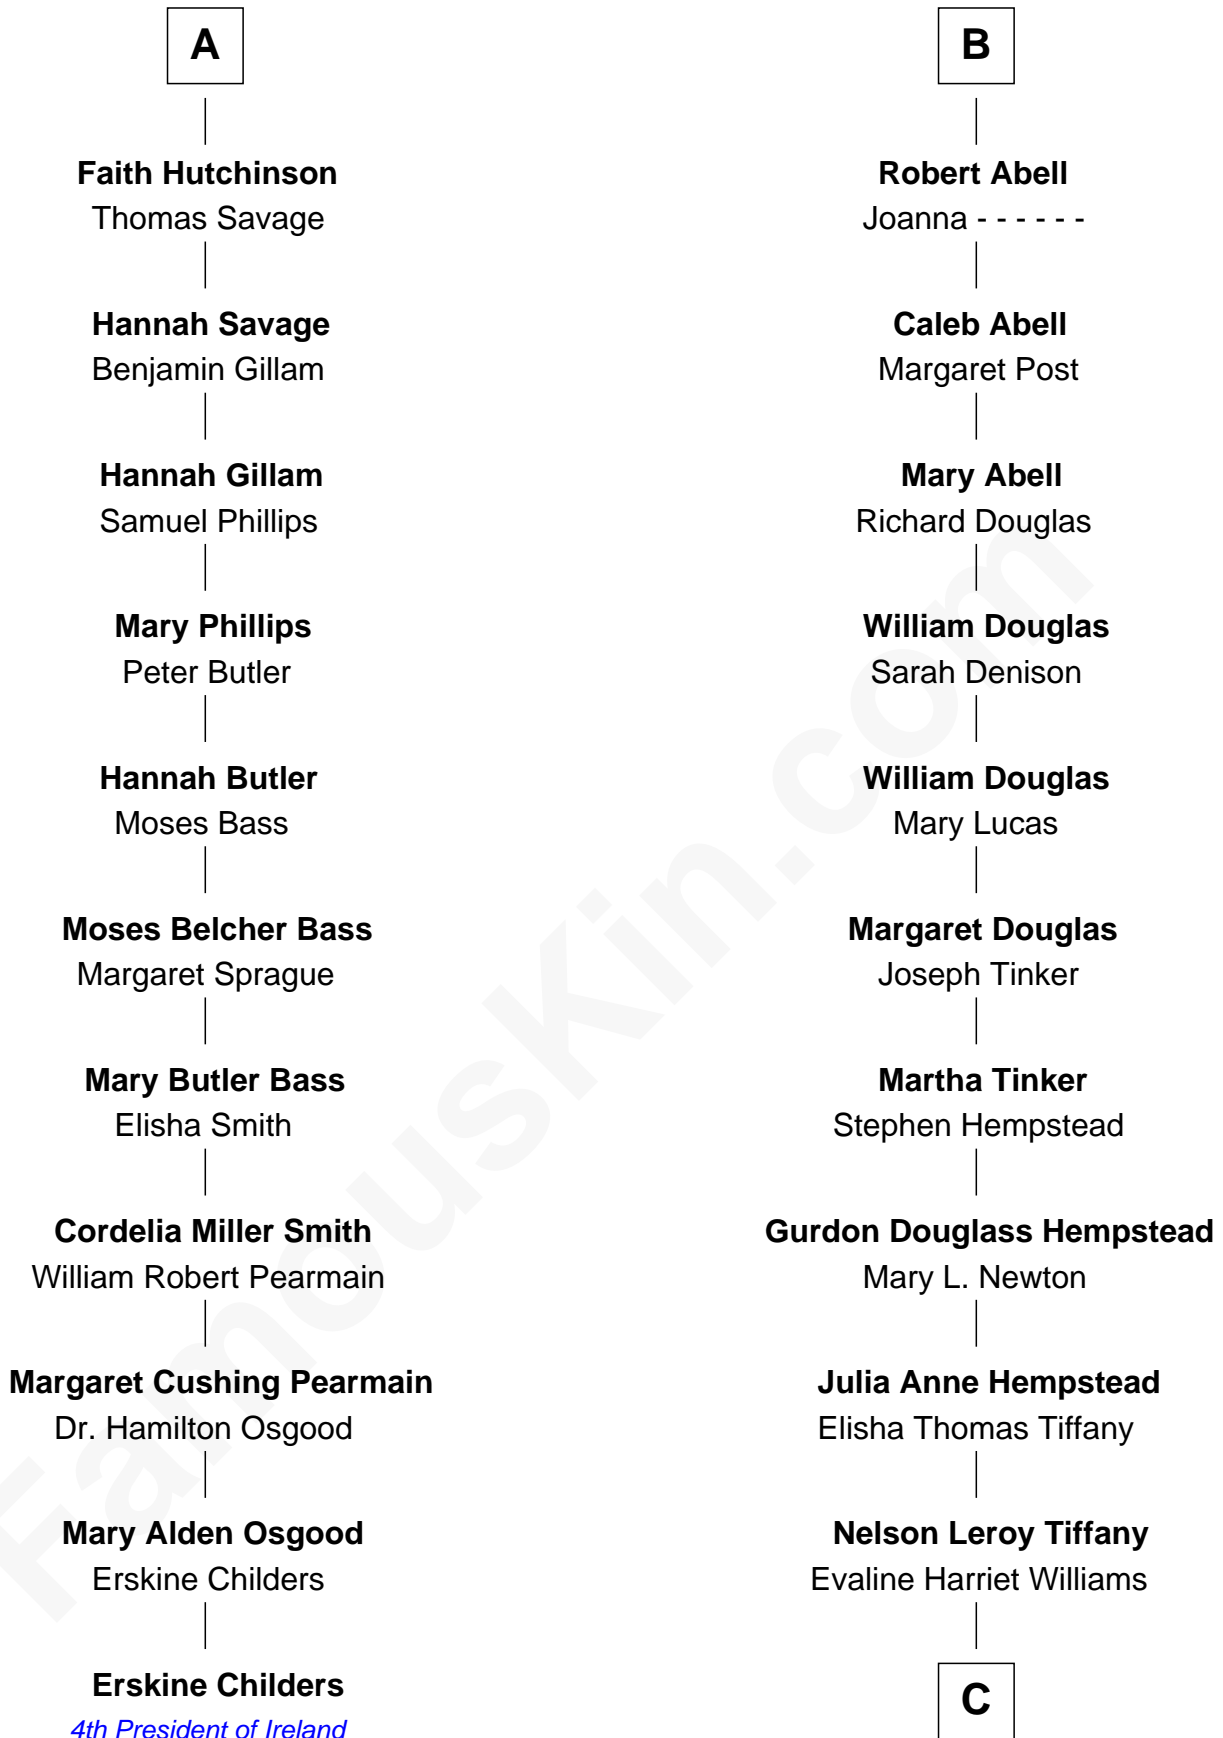 A
Faith Hutchinson
Thomas Savage
Hannah Savage
Benjamin Gillam
Hannah Gillam
Samuel Phillips
Mary Phillips
Peter Butler
Hannah Butler
Moses Bass
Moses Belcher Bass
Margaret Sprague
Mary Butler Bass
Elisha Smith
Cordelia Miller Smith
William Robert Pearmain
Margaret Cushing Pearmain
Dr. Hamilton Osgood
Mary Alden Osgood
Erskine Childers
Erskine Childers
4th President of Ireland
B
Robert Abell
Joanna - - - - - -
Caleb Abell
Margaret Post
Mary Abell
Richard Douglas
William Douglas
Sarah Denison
William Douglas
Mary Lucas
Margaret Douglas
Joseph Tinker
Martha Tinker
Stephen Hempstead
Gurdon Douglass Hempstead
Mary L. Newton
Julia Anne Hempstead
Elisha Thomas Tiffany
Nelson Leroy Tiffany
Evaline Harriet Williams
C
FamousKin.com